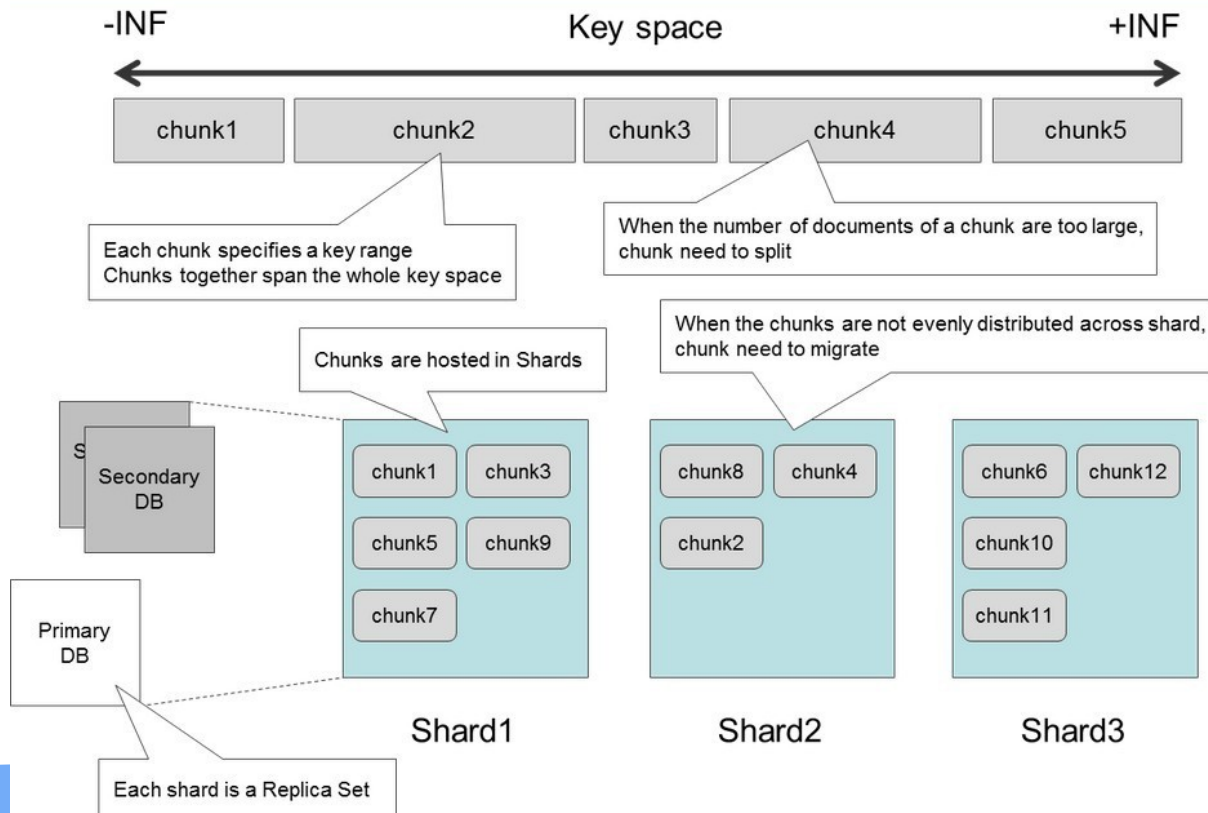 -INF
Key space
+INF
chunk1
chunk2
chunk3
chunk4
chunk5
Each chunk specifies a key range
Chunks together span the whole key space
When the number of documents of a chunk are too large,
chunk need to split
Chunks are hosted in Shards
When the chunks are not evenly distributed across shard,
chunk need to migrate
S
Secondary
DB
Primary
DB
Each shard is a Replica Set
chunk1
chunk3
chunk5
chunk9
chunk7
Shard1
chunk8
chunk4
chunk2
Shard2
chunk6
chunk12
chunk10
chunk11
Shard3